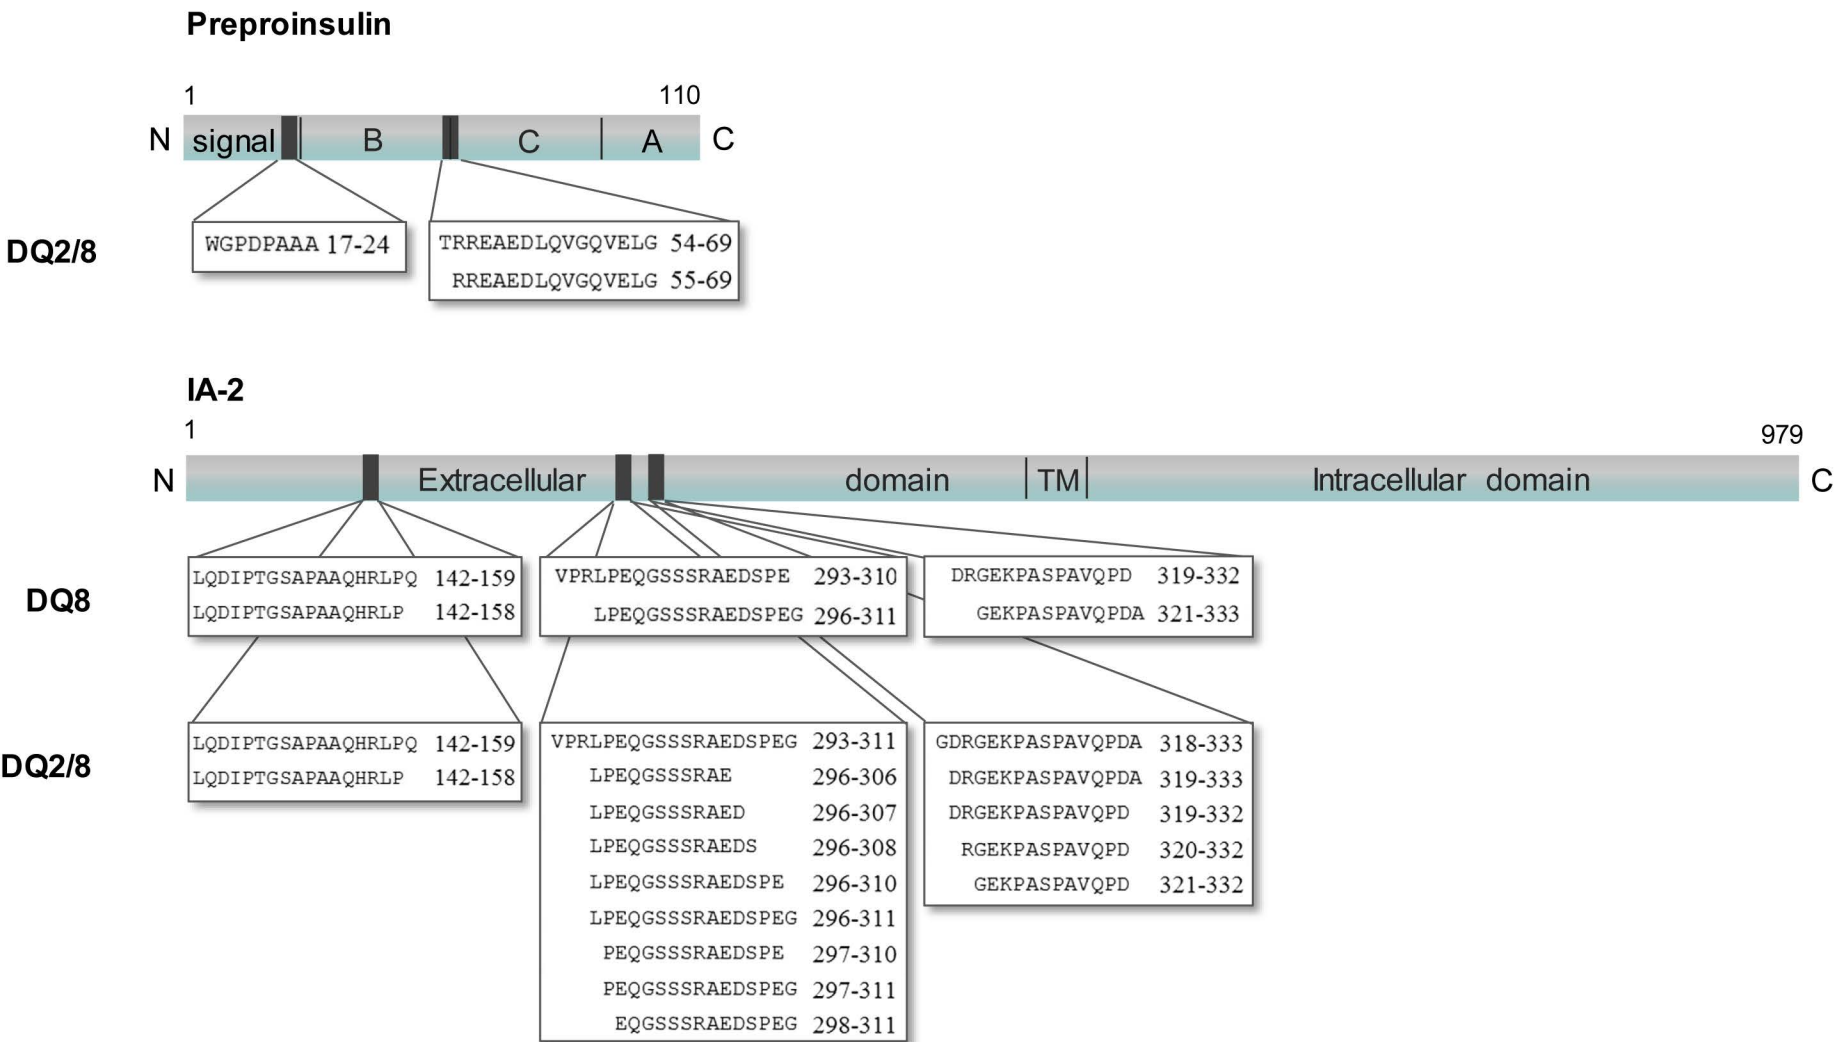 Preproinsulin
1 110
N signal B C A C
DQ2/8
WGPDPAAA 17-24
TRREAEDLQVGQVELG 54-69
RREAEDLQVGQVELG 55-69
IA-2
1 979
N Extracellular domain TM Intracellular domain C
DQ8
LQDIPTGSAPAAQHRLPQ 142-159
LQDIPTGSAPAAQHRLP 142-158
VPRLPEQGSSSRAEDSPE 293-310
LPEQGSSSRAEDSPEG 296-311
DRGEKPASPAVQPD 319-332
GEKPASPAVQPDA 321-333
DQ2/8
LQDIPTGSAPAAQHRLPQ 142-159
LQDIPTGSAPAAQHRLP 142-158
VPRLPEQGSSSRAEDSPEG 293-311
LPEQGSSSRAE 296-306
LPEQGSSSRAED 296-307
LPEQGSSSRAEDS 296-308
LPEQGSSSRAEDSPE 296-310
LPEQGSSSRAEDSPEG 296-311
PEQGSSSRAEDSPE 297-310
PEQGSSSRAEDSPEG 297-311
EQGSSSRAEDSPEG 298-311
GDRGEKPASPAVQPDA 318-333
DRGEKPASPAVQPDA 319-333
DRGEKPASPAVQPD 319-332
RGEKPASPAVQPD 320-332
GEKPASPAVQPD 321-332